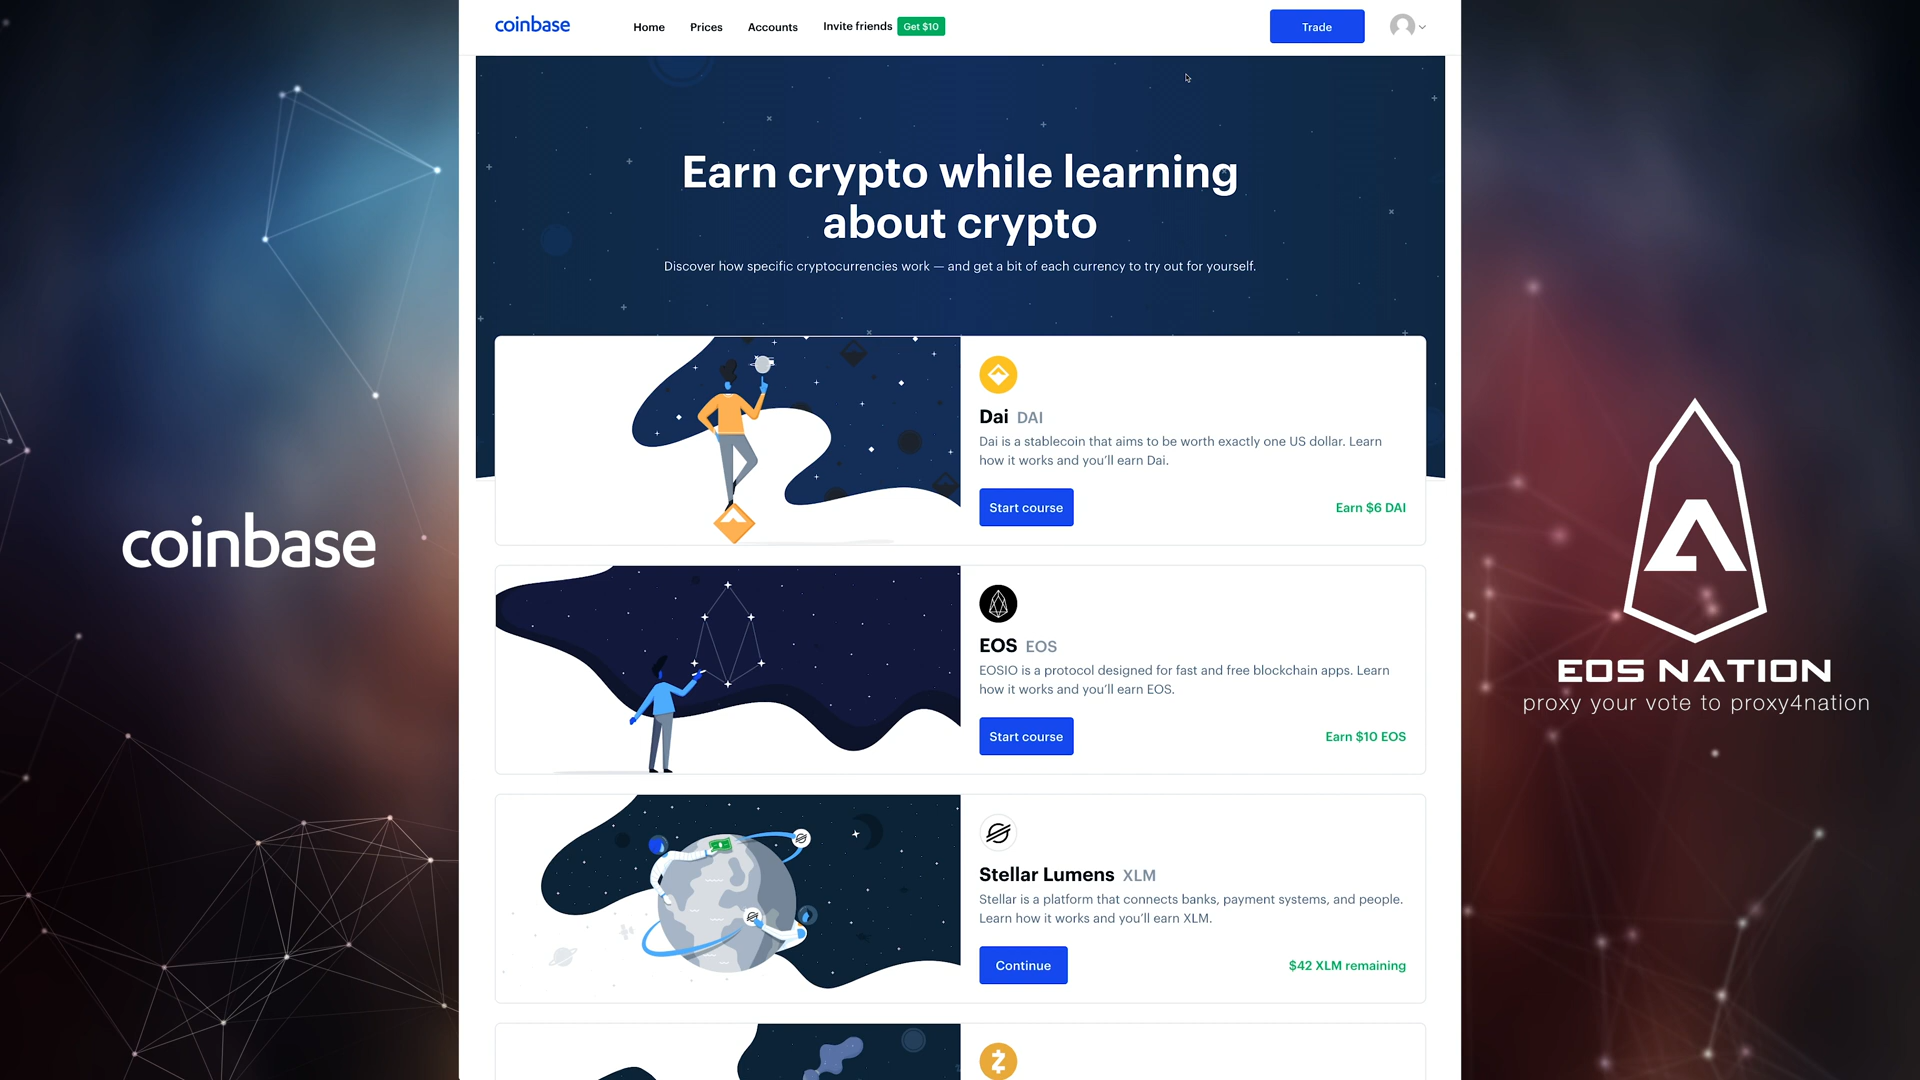 coinbase
Home Prices Accounts Invite friends Get $10
Trade
Earn crypto while learning
about crypto
Discover how specific cryptocurrencies work — and get a bit of each currency to try out for yourself.
Dai DAI
Dai is a stablecoin that aims to be worth exactly one US dollar. Learn
how it works and you'll earn Dai.
Start course
Earn $6 DAI
EOS EOS
EOSIO is a protocol designed for fast and free blockchain apps. Learn
how it works and you'll earn EOS.
Start course
Earn $10 EOS
Stellar Lumens XLM
Stellar is a platform that connects banks, payment systems, and people.
Learn how it works and you'll earn XLM.
Continue
$42 XLM remaining
coinbase
EOS NATION
proxy your vote to proxy4nation